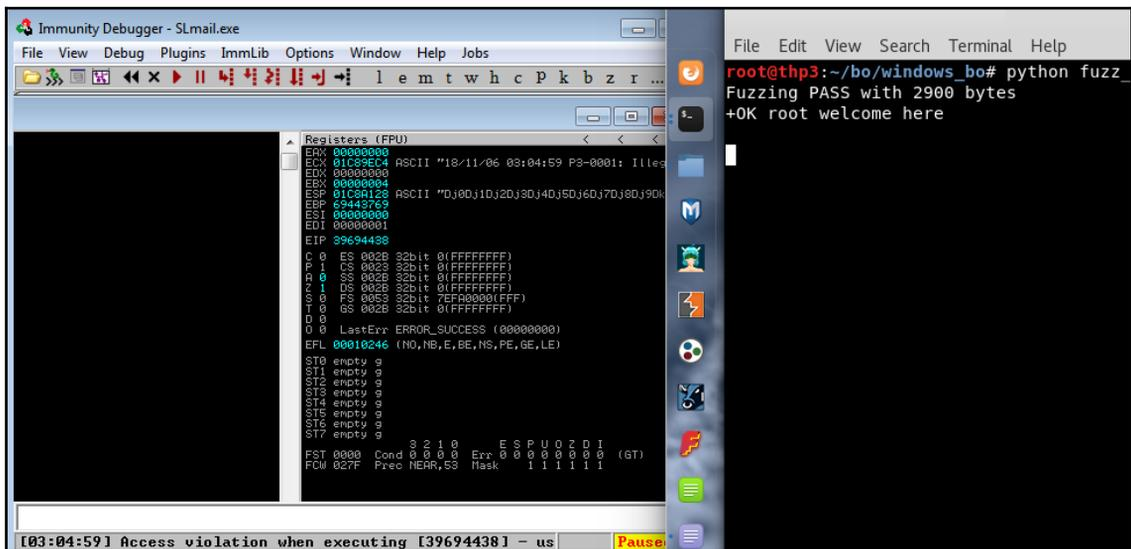 Immunity Debugger - SLmail.exe
File View Debug Plugins ImmLib Options Window Help Jobs
l e m t w h c P k b z r ...
Registers (FPU) < < <
EAX 00000000
ECX 01C89EC4 ASCII "18/11/06 03:04:59 P3-0001: Illeg
EDX 00000000
EBX 00000004
ESP 01C8A128 ASCII "Dj0Dj1Dj2Dj3Dj4Dj5Dj6Dj7Dj8Dj9Dk
EBP 69443769
ESI 00000000
EDI 00000001
EIP 39694438
C 0 ES 002B 32bit 0(FFFFFFFF)
P 1 CS 0023 32bit 0(FFFFFFFF)
A 0 SS 002B 32bit 0(FFFFFFFF)
Z 1 DS 002B 32bit 0(FFFFFFFF)
S 0 FS 0053 32bit 7EFA0000(FFF)
T 0 GS 002B 32bit 0(FFFFFFFF)
D 0
O 0 LastErr ERROR_SUCCESS (00000000)
EFL 00010246 (NO,NB,E,BE,NS,PE,GE,LE)
ST0 empty g
ST1 empty g
ST2 empty g
ST3 empty g
ST4 empty g
ST5 empty g
ST6 empty g
ST7 empty g
3 2 1 0 E S P U O Z D I
FST 0000 Cond 0 0 0 0 Err 0 0 0 0 0 0 0 0 (GT)
FCW 027F Prec NEAR,53 Mask 1 1 1 1 1 1
[03:04:59] Access violation when executing [39694438] - us
Pause
File Edit View Search Terminal Help
root@thp3:~/bo/windows_bo# python fuzz_
Fuzzing PASS with 2900 bytes
+OK root welcome here